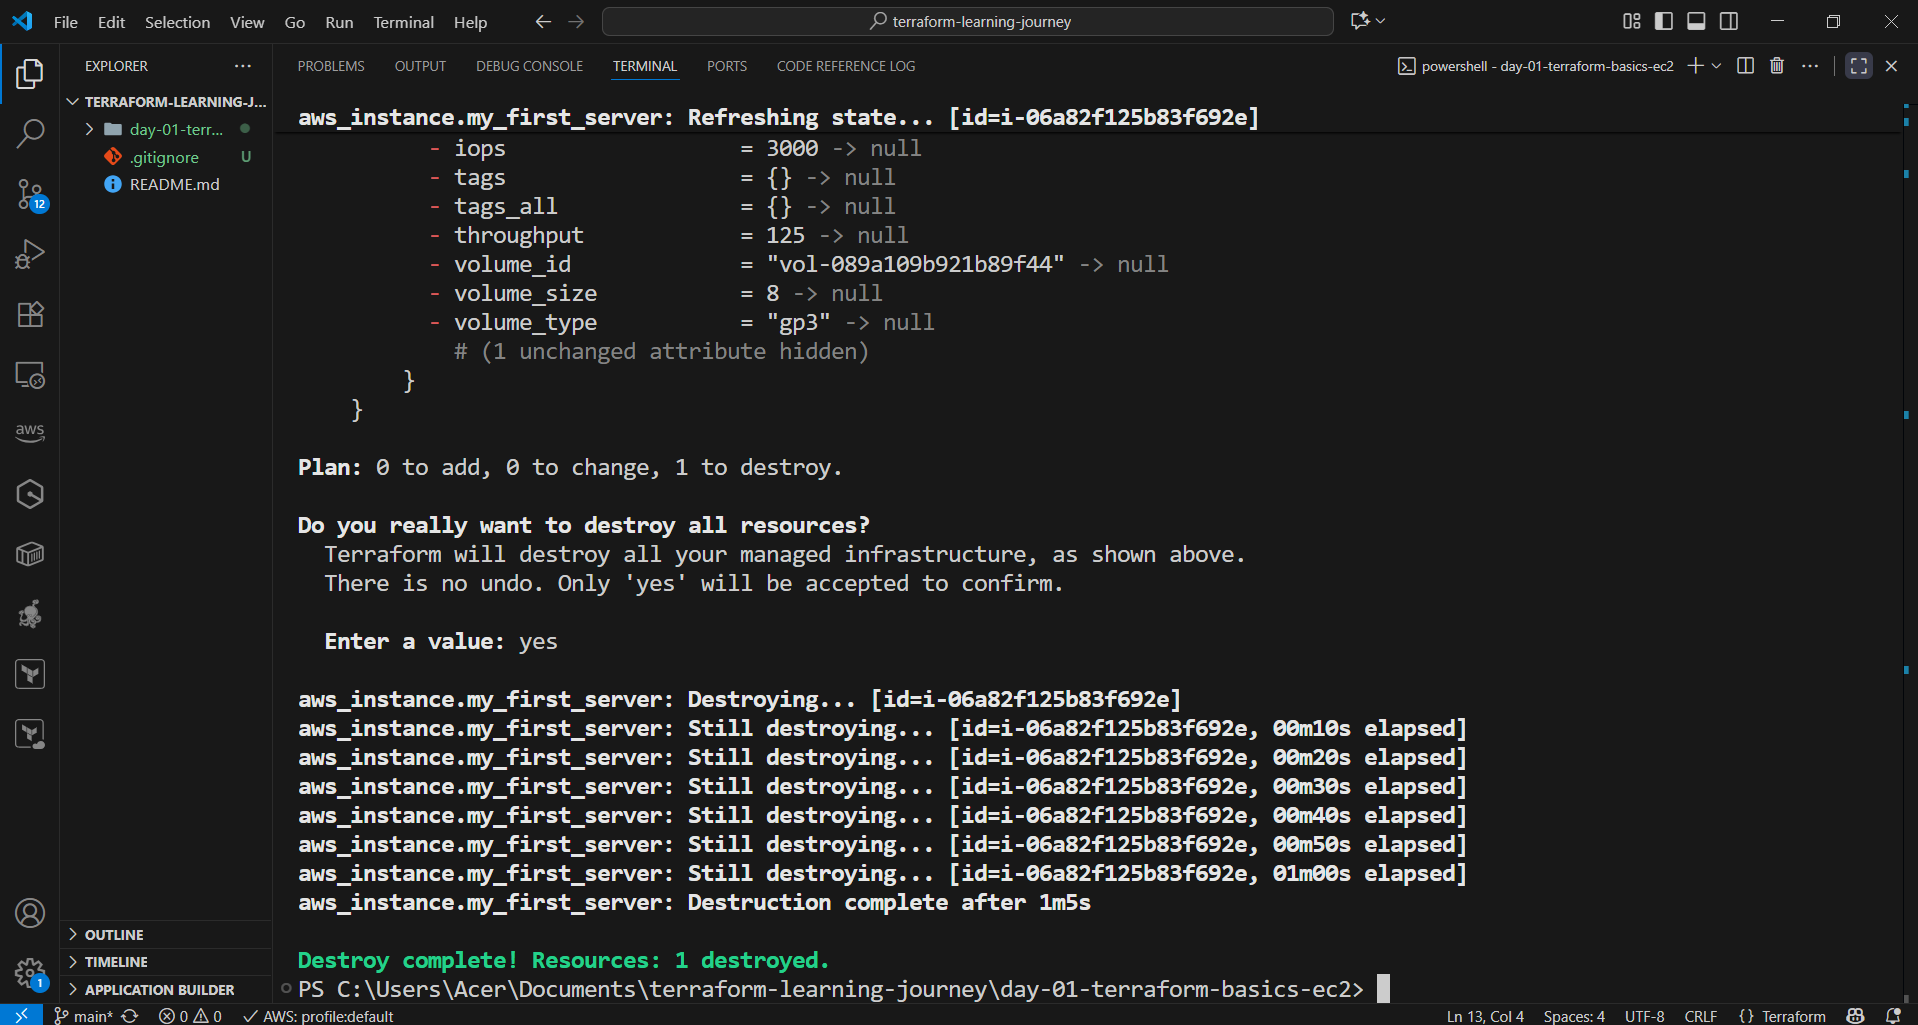 File Edit Selection View Go Run Terminal Help
terraform-learning-journey
EXPLORER
PROBLEMS OUTPUT DEBUG CONSOLE TERMINAL PORTS CODE REFERENCE LOG
powershell - day-01-terraform-basics-ec2
TERRAFORM-LEARNING-J...
day-01-terr...
.gitignore U
README.md
12
aws
1
OUTLINE
TIMELINE
APPLICATION BUILDER
aws_instance.my_first_server: Refreshing state... [id=i-06a82f125b83f692e]
- iops = 3000 -> null
- tags = {} -> null
- tags_all = {} -> null
- throughput = 125 -> null
- volume_id = "vol-089a109b921b89f44" -> null
- volume_size = 8 -> null
- volume_type = "gp3" -> null
# (1 unchanged attribute hidden)
}
}
Plan: 0 to add, 0 to change, 1 to destroy.
Do you really want to destroy all resources?
Terraform will destroy all your managed infrastructure, as shown above.
There is no undo. Only 'yes' will be accepted to confirm.
Enter a value: yes
aws_instance.my_first_server: Destroying... [id=i-06a82f125b83f692e]
aws_instance.my_first_server: Still destroying... [id=i-06a82f125b83f692e, 00m10s elapsed]
aws_instance.my_first_server: Still destroying... [id=i-06a82f125b83f692e, 00m20s elapsed]
aws_instance.my_first_server: Still destroying... [id=i-06a82f125b83f692e, 00m30s elapsed]
aws_instance.my_first_server: Still destroying... [id=i-06a82f125b83f692e, 00m40s elapsed]
aws_instance.my_first_server: Still destroying... [id=i-06a82f125b83f692e, 00m50s elapsed]
aws_instance.my_first_server: Still destroying... [id=i-06a82f125b83f692e, 01m00s elapsed]
aws_instance.my_first_server: Destruction complete after 1m5s
Destroy complete! Resources: 1 destroyed.
PS C:\Users\Acer\Documents\terraform-learning-journey\day-01-terraform-basics-ec2>
main* 0 0 AWS: profile:default
Ln 13, Col 4 Spaces: 4 UTF-8 CRLF {} Terraform